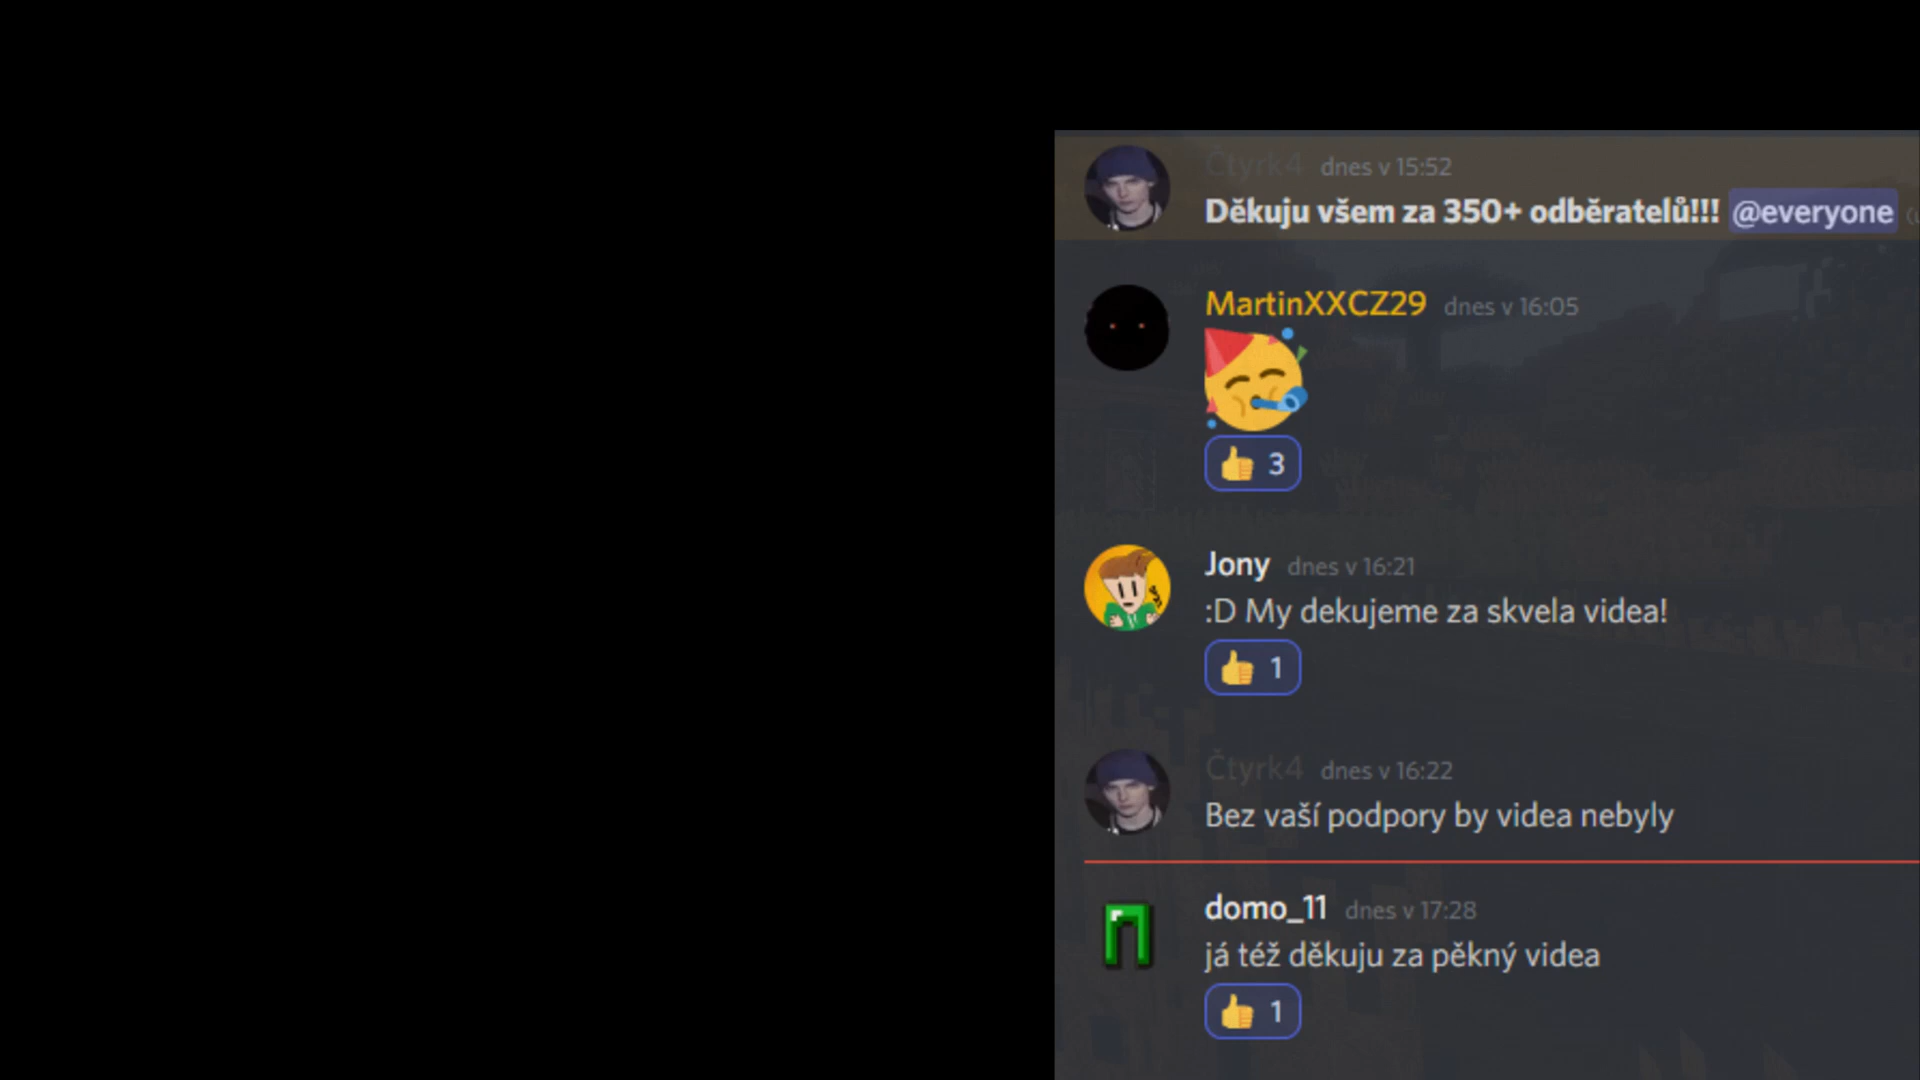 Čtyrk4 dnes v 15:52
Děkuju všem za 350+ odběratelů!!! @everyone
MartinXXCZ29 dnes v 16:05
3
Jony dnes v 16:21
:D My dekujeme za skvela videa!
1
Čtyrk4 dnes v 16:22
Bez vaší podpory by videa nebyly
domo_11 dnes v 17:28
já též děkuju za pěkný videa
1